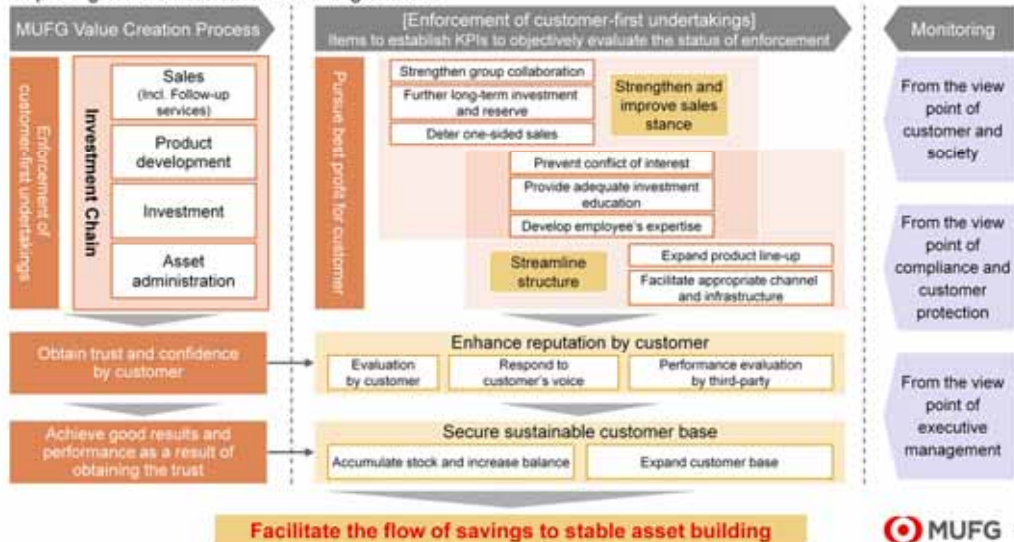 MUFG Value Creation Process
[Enforcement of customer-first undertakings]
Items to establish KPIs to objectively evaluate the status of enforcement
Monitoring
Enforcement of
customer-first undertakings
Investment Chain
Sales
(Incl. Follow-up
services)
Product
development
Investment
Asset
administration
Pursue best profit for customer
Strengthen group collaboration
Further long-term investment
and reserve
Deter one-sided sales
Strengthen and
improve sales
stance
Prevent conflict of interest
Provide adequate investment
education
Develop employee's expertise
Streamline
structure
Expand product line-up
Facilitate appropriate channel
and infrastructure
From the view
point of
customer and
society
From the view
point of
compliance and
customer
protection
From the view
point of
executive
management
Obtain trust and confidence
by customer
Enhance reputation by customer
Evaluation
by customer
Respond to
customer's voice
Performance evaluation
by third-party
Achieve good results and
performance as a result of
obtaining the trust
Secure sustainable customer base
Accumulate stock and increase balance
Expand customer base
Facilitate the flow of savings to stable asset building
MUFG